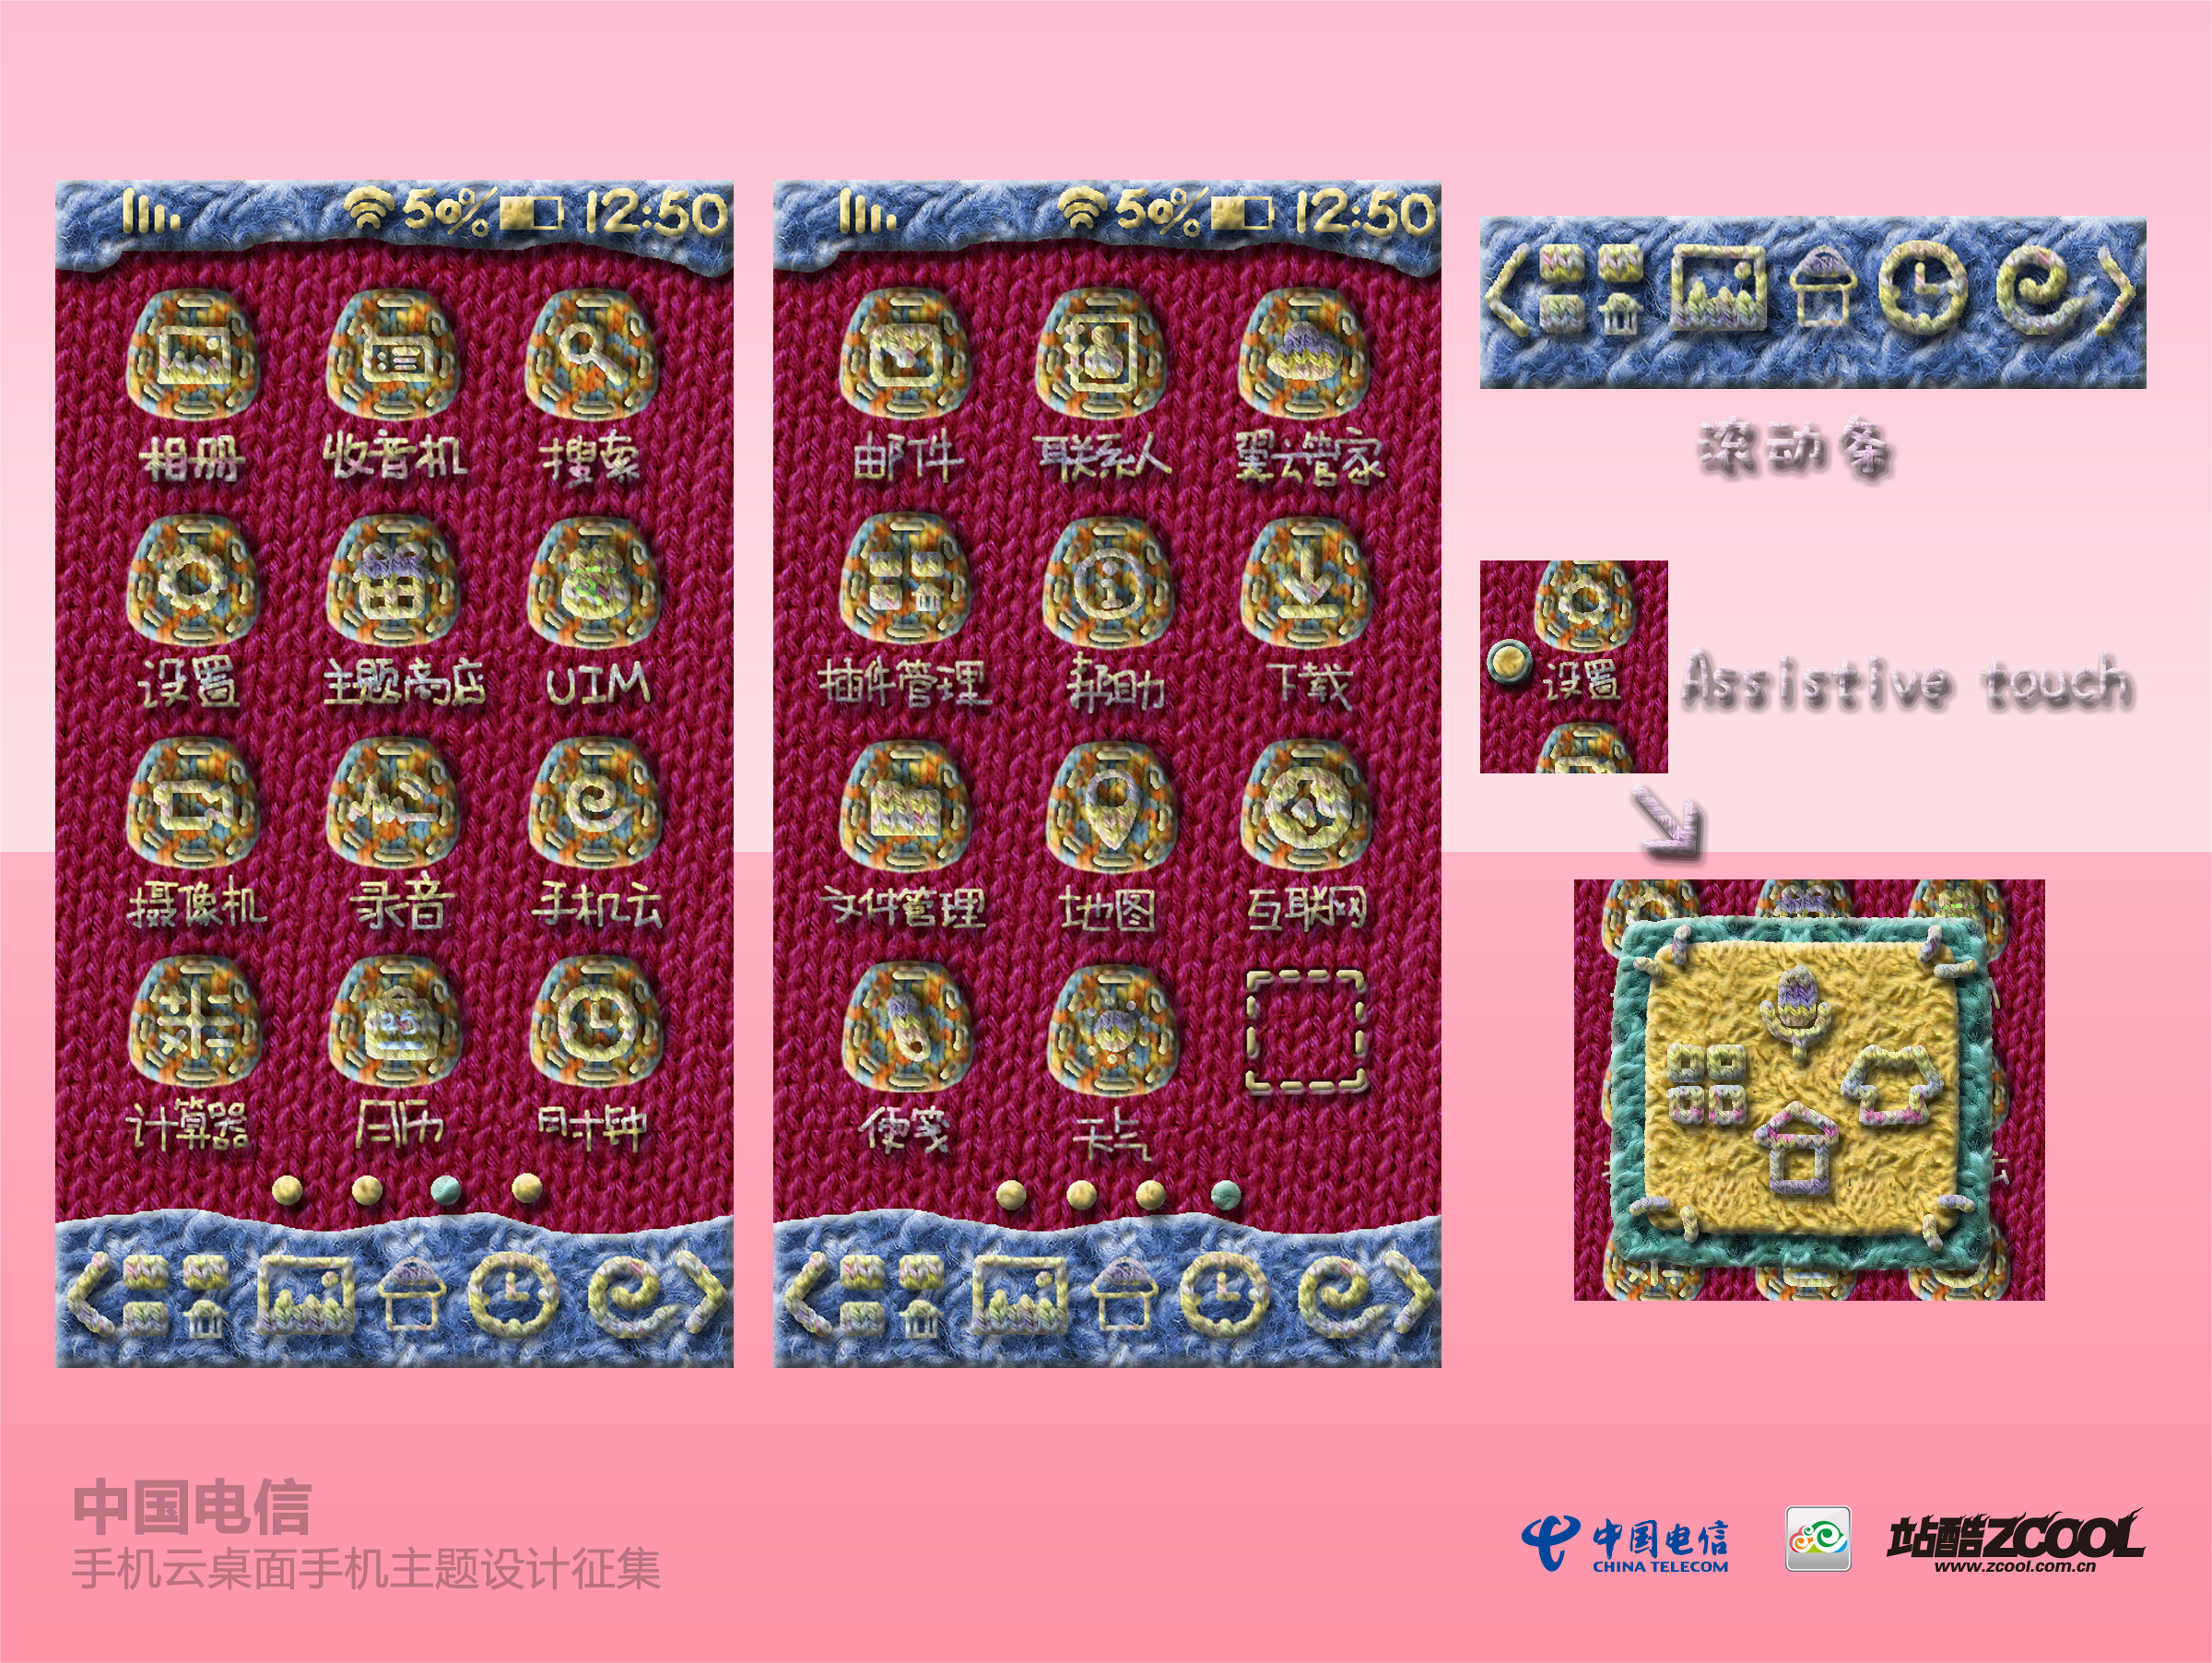 50% 12:50
相册 收音机 搜索
设置 主题商店 UIM
摄像机 录音 手机云
25
计算器 日历 时钟
50% 12:50
邮件 联系人 翼云管家
插件管理 帮助 下载
文件管理 地图 互联网
便笺 天气
滚动条
设置
Assistive touch
中国电信
手机云桌面手机主题设计征集
中国电信
CHINA TELECOM
站酷ZCOOL
www.zcool.com.cn